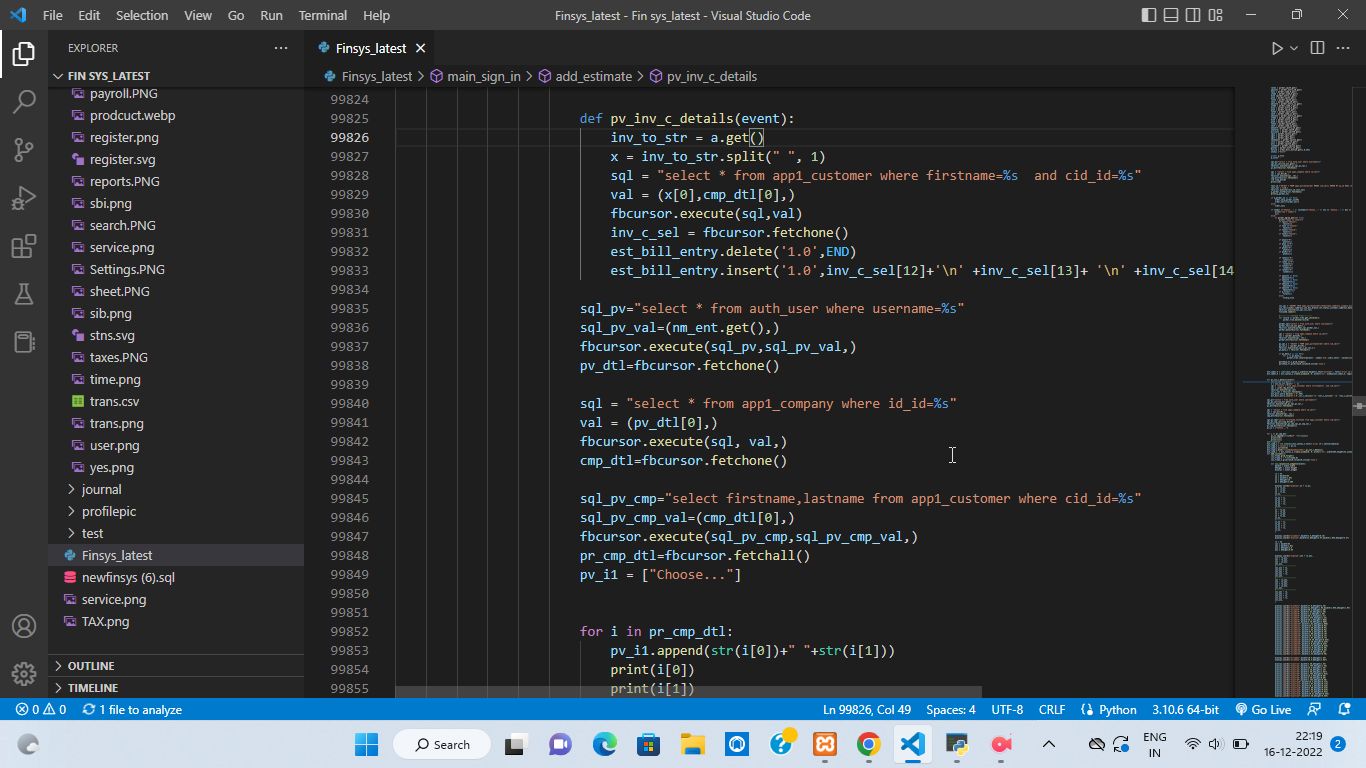 File Edit Selection View Go Run Terminal Help Finsys_latest - Fin sys_latest - Visual Studio Code
EXPLORER
Finsys_latest
FIN SYS_LATEST
Finsys_latest > main_sign_in > add_estimate > pv_inv_c_details
payroll.PNG
prodcuct.webp
register.png
register.svg
reports.PNG
sbi.png
search.PNG
service.png
Settings.PNG
sheet.PNG
sib.png
stns.svg
taxes.PNG
time.png
trans.csv
trans.png
user.png
yes.png
journal
profilepic
test
Finsys_latest
newfinsys (6).sql
service.png
TAX.png
OUTLINE
TIMELINE
99824
99825 def pv_inv_c_details(event):
99826 inv_to_str = a.get()
99827 x = inv_to_str.split(" ", 1)
99828 sql = "select * from app1_customer where firstname=%s  and cid_id=%s"
99829 val = (x[0],cmp_dtl[0],)
99830 fbcursor.execute(sql,val)
99831 inv_c_sel = fbcursor.fetchone()
99832 est_bill_entry.delete('1.0',END)
99833 est_bill_entry.insert('1.0',inv_c_sel[12]+'\n' +inv_c_sel[13]+ '\n' +inv_c_sel[14
99834
99835 sql_pv="select * from auth_user where username=%s"
99836 sql_pv_val=(nm_ent.get(),)
99837 fbcursor.execute(sql_pv,sql_pv_val,)
99838 pv_dtl=fbcursor.fetchone()
99839
99840 sql = "select * from app1_company where id_id=%s"
99841 val = (pv_dtl[0],)
99842 fbcursor.execute(sql, val,)
99843 cmp_dtl=fbcursor.fetchone()
99844
99845 sql_pv_cmp="select firstname,lastname from app1_customer where cid_id=%s"
99846 sql_pv_cmp_val=(cmp_dtl[0],)
99847 fbcursor.execute(sql_pv_cmp,sql_pv_cmp_val,)
99848 pr_cmp_dtl=fbcursor.fetchall()
99849 pv_i1 = ["Choose..."]
99850
99851
99852 for i in pr_cmp_dtl:
99853 pv_i1.append(str(i[0])+" "+str(i[1]))
99854 print(i[0])
99855 print(i[1])
0 0 1 file to analyze Ln 99826, Col 49 Spaces: 4 UTF-8 CRLF Python 3.10.6 64-bit Go Live
Search ENG IN 22:19 16-12-2022 2